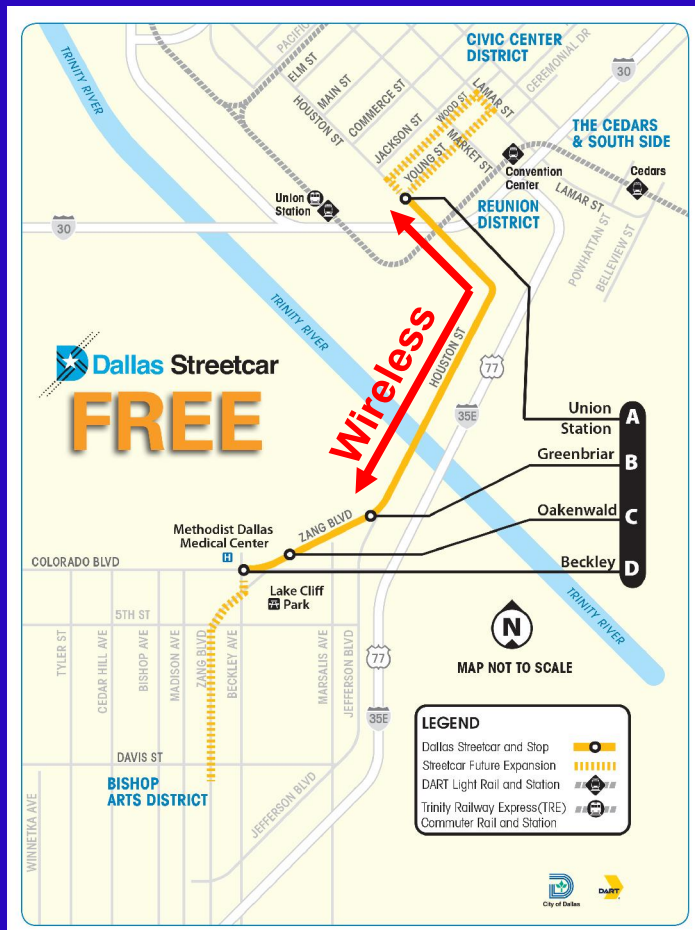 CIVIC CENTER
DISTRICT
PACIFIC
ELM ST
MAIN ST
HOUSTON ST
COMMERCE ST
JACKSON ST
WOOD ST
LAMAR ST
YOUNG ST
MARKET ST
CEREMONIAL DR
30
TRINITY RIVER
THE CEDARS
& SOUTH SIDE
Convention
Center
Cedars
LAMAR ST
POWHATTAN ST
BELLEVIEW ST
Union
Station
REUNION
DISTRICT
30
TRINITY RIVER
Wireless
HOUSTON ST
77
35E
Dallas Streetcar
FREE
Union
Station
A
Greenbriar
B
Oakenwald
C
Beckley
D
Methodist Dallas
Medical Center
H
ZANG BLVD
COLORADO BLVD
Lake Cliff
Park
5TH ST
TYLER ST
CEDAR HILL AVE
BISHOP AVE
MADISON AVE
ZANG BLVD
BECKLEY AVE
MARSALIS AVE
JEFFERSON BLVD
77
35E
N
MAP NOT TO SCALE
TRINITY RIVER
DAVIS ST
BISHOP
ARTS DISTRICT
WINNETKA AVE
JEFFERSON BLVD
LEGEND
Dallas Streetcar and Stop
Streetcar Future Expansion
DART Light Rail and Station
Trinity Railway Express(TRE)
Commuter Rail and Station
City of Dallas
DART